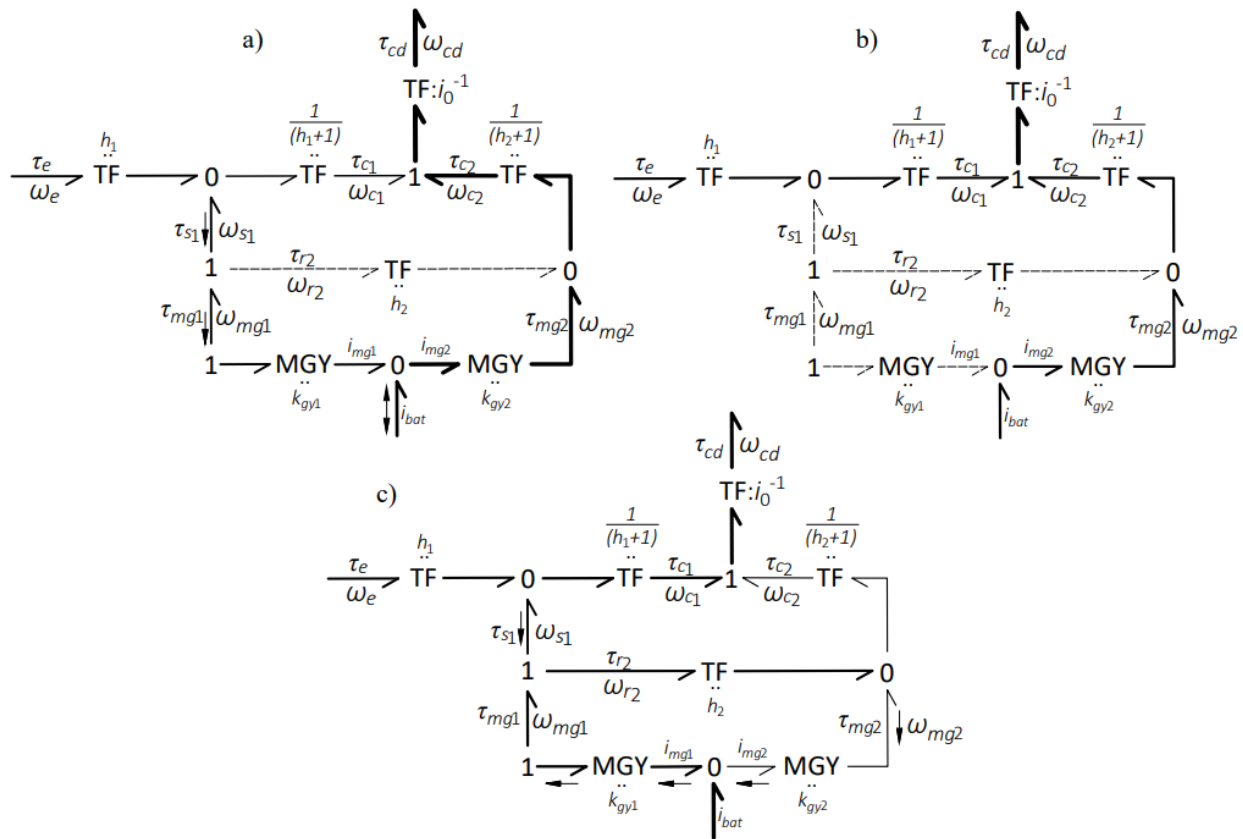 a)
τcd ωcd
TF:i0^-1
h1 1/(h1+1) 1/(h2+1)
τe ωe TF 0 TF τc1 ωc1 1 τc2 ωc2 TF
τs1 ωs1
1 τr2 ωr2 TF 0
h2
τmg1 ωmg1 τmg2 ωmg2
1 MGY img1 0 img2 MGY
kgy1 kgy2
ibat
b)
τcd ωcd
TF:i0^-1
h1 1/(h1+1) 1/(h2+1)
τe ωe TF 0 TF τc1 ωc1 1 τc2 ωc2 TF
τs1 ωs1
1 τr2 ωr2 TF 0
h2
τmg1 ωmg1 τmg2 ωmg2
1 MGY img1 0 img2 MGY
kgy1 kgy2
ibat
c)
τcd ωcd
TF:i0^-1
h1 1/(h1+1) 1/(h2+1)
τe ωe TF 0 TF τc1 ωc1 1 τc2 ωc2 TF
τs1 ωs1
1 τr2 ωr2 TF 0
h2
τmg1 ωmg1 τmg2 ωmg2
1 MGY img1 0 img2 MGY
kgy1 kgy2
ibat